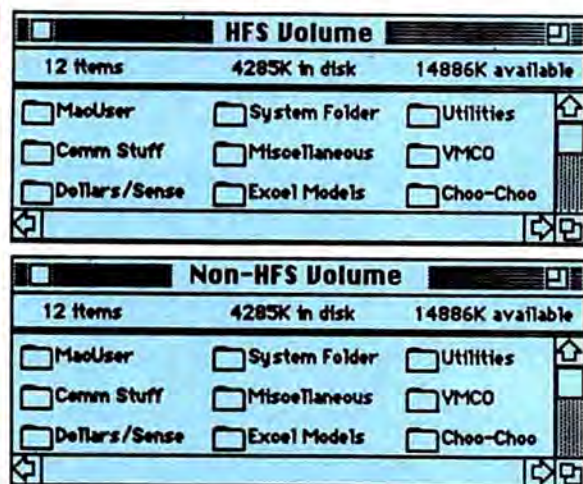 HFS Volume
12 items 4285K in disk 14886K available
MacUser System Folder Utilities
Comm Stuff Miscellaneous VMCO
Dollars/Sense Excel Models Choo-Choo
Non-HFS Volume
12 items 4285K in disk 14886K available
MacUser System Folder Utilities
Comm Stuff Miscellaneous VMCO
Dollars/Sense Excel Models Choo-Choo